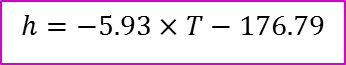 h = −5.93 × T − 176.79